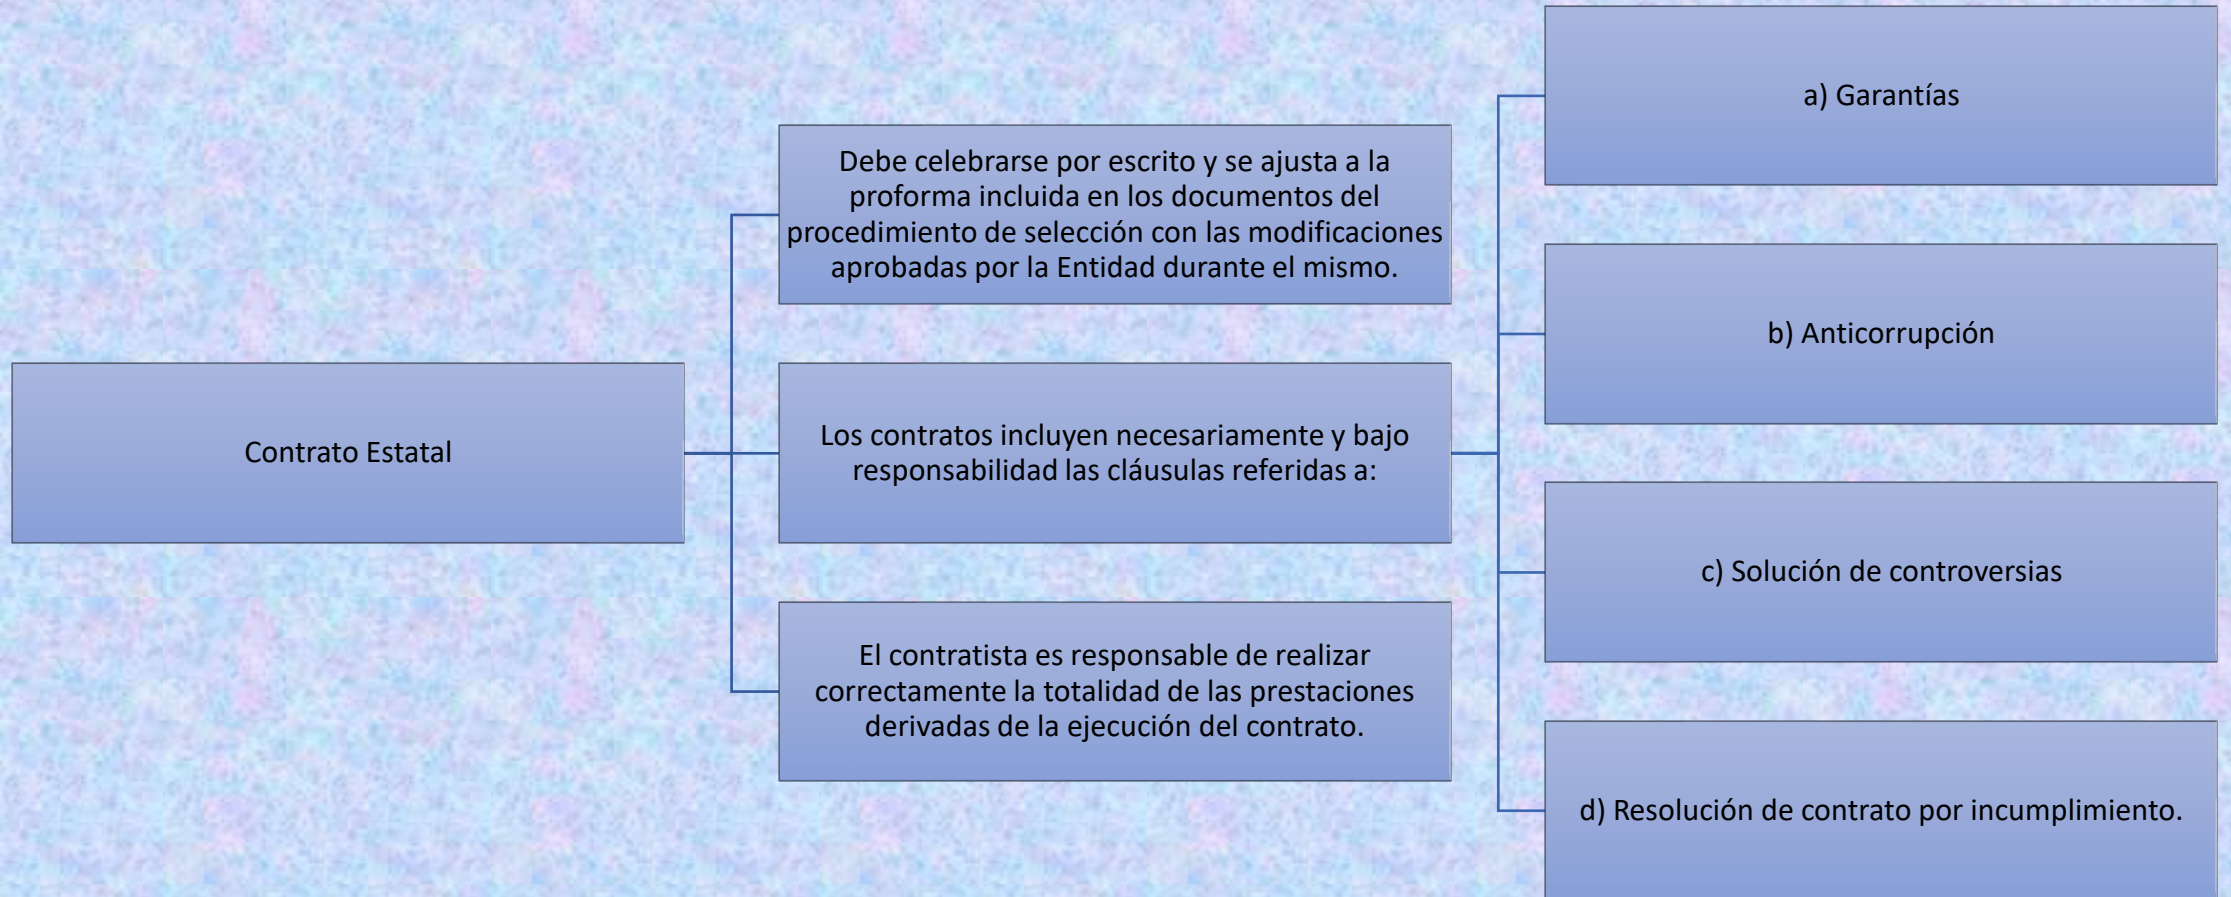 Contrato Estatal
Debe celebrarse por escrito y se ajusta a la
proforma incluida en los documentos del
procedimiento de selección con las modificaciones
aprobadas por la Entidad durante el mismo.
Los contratos incluyen necesariamente y bajo
responsabilidad las cláusulas referidas a:
a) Garantías
b) Anticorrupción
c) Solución de controversias
d) Resolución de contrato por incumplimiento.
El contratista es responsable de realizar
correctamente la totalidad de las prestaciones
derivadas de la ejecución del contrato.